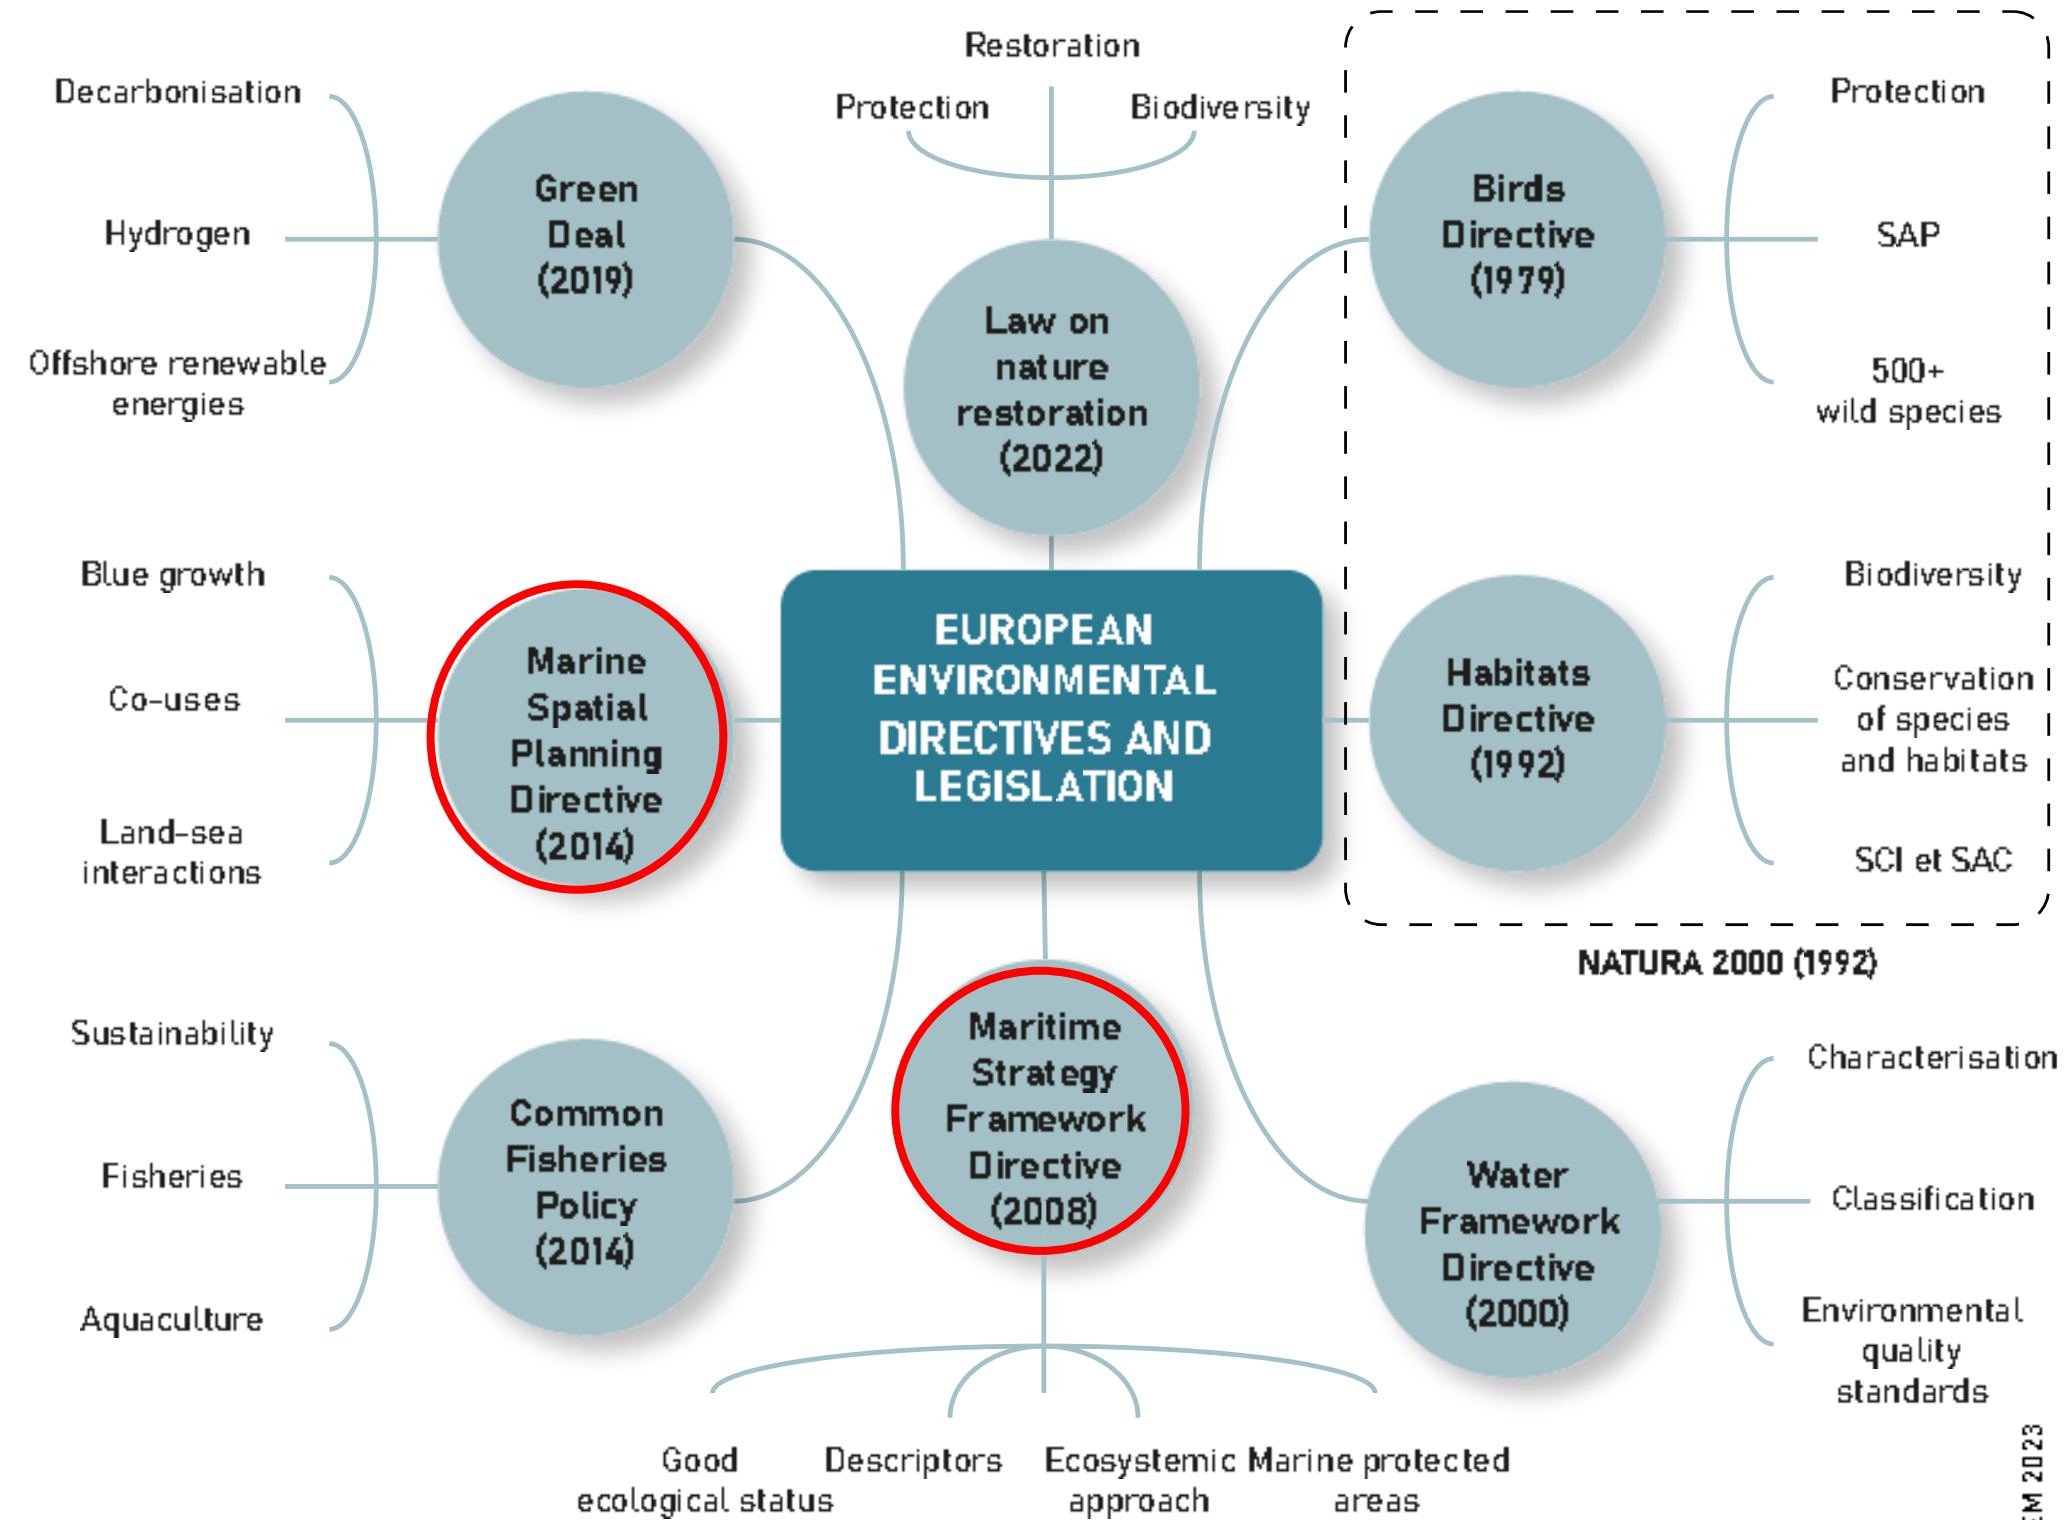 Restoration
Protection
Biodiversity
Decarbonisation
Hydrogen
Offshore renewable
energies
Green
Deal
(2019)
Law on
nature
restoration
(2022)
Birds
Directive
(1979)
Protection
SAP
500+
wild species
Blue growth
Co-uses
Land-sea
interactions
Marine
Spatial
Planning
Directive
(2014)
EUROPEAN
ENVIRONMENTAL
DIRECTIVES AND
LEGISLATION
Habitats
Directive
(1992)
Biodiversity
Conservation
of species
and habitats
SCI et SAC
NATURA 2000 (1992)
Sustainability
Fisheries
Aquaculture
Common
Fisheries
Policy
(2014)
Maritime
Strategy
Framework
Directive
(2008)
Water
Framework
Directive
(2000)
Characterisation
Classification
Environmental
quality
standards
Good
ecological status
Descriptors
Ecosystemic
approach
Marine protected
areas
2023